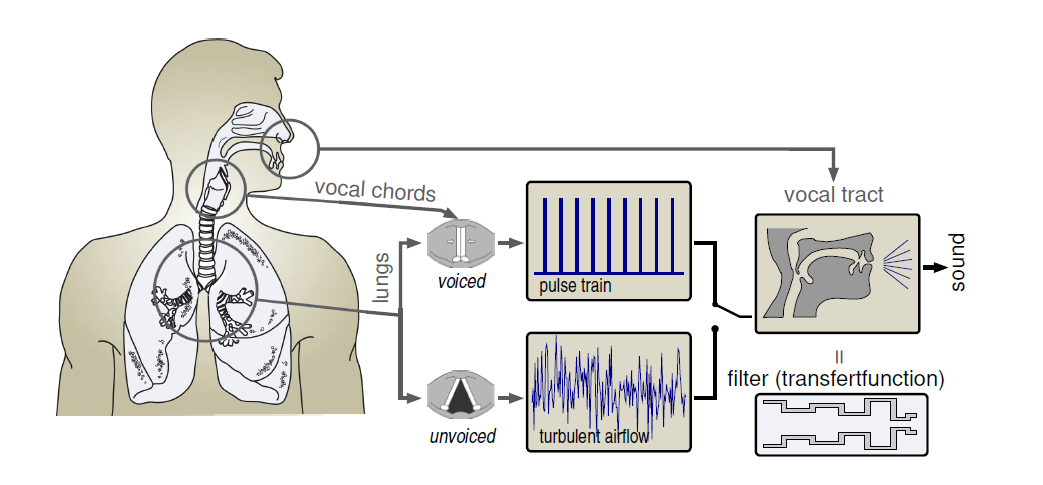 vocal chords
vocal tract
lungs
voiced
pulse train
sound
filter (transfertfunction)
unvoiced
turbulent airflow